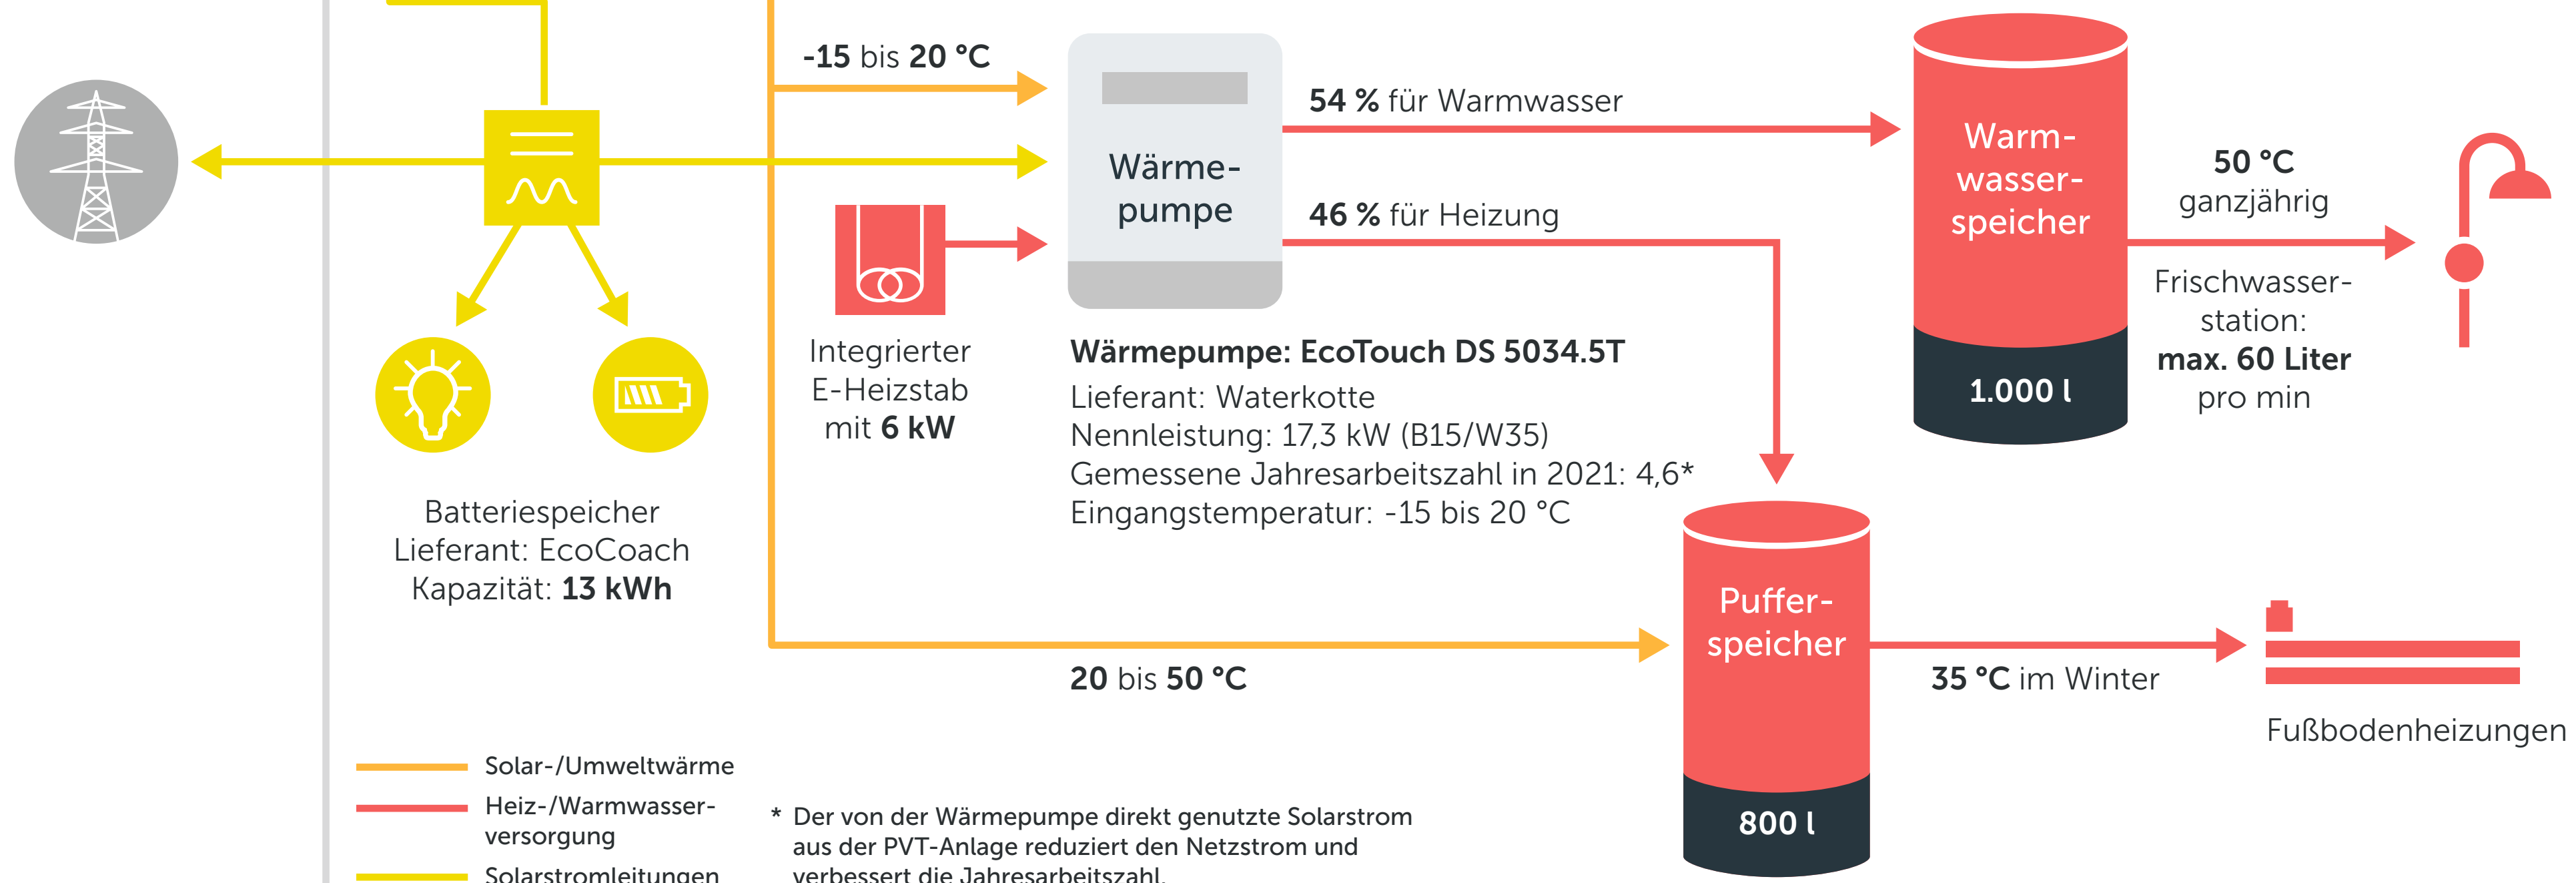 -15 bis 20 °C
54 % für Warmwasser
46 % für Heizung
Wärme-
pumpe
Warm-
wasser-
speicher
1.000 l
50 °C
ganzjährig
Frischwasser-
station:
max. 60 Liter
pro min
Integrierter
E-Heizstab
mit 6 kW
Wärmepumpe: EcoTouch DS 5034.5T
Lieferant: Waterkotte
Nennleistung: 17,3 kW (B15/W35)
Gemessene Jahresarbeitszahl in 2021: 4,6*
Eingangstemperatur: -15 bis 20 °C
Batteriespeicher
Lieferant: EcoCoach
Kapazität: 13 kWh
20 bis 50 °C
Puffer-
speicher
800 l
35 °C im Winter
Fußbodenheizungen
Solar-/Umweltwärme
Heiz-/Warmwasser-
versorgung
Solarstromleitungen
* Der von der Wärmepumpe direkt genutzte Solarstrom
aus der PVT-Anlage reduziert den Netzstrom und
verbessert die Jahresarbeitszahl.